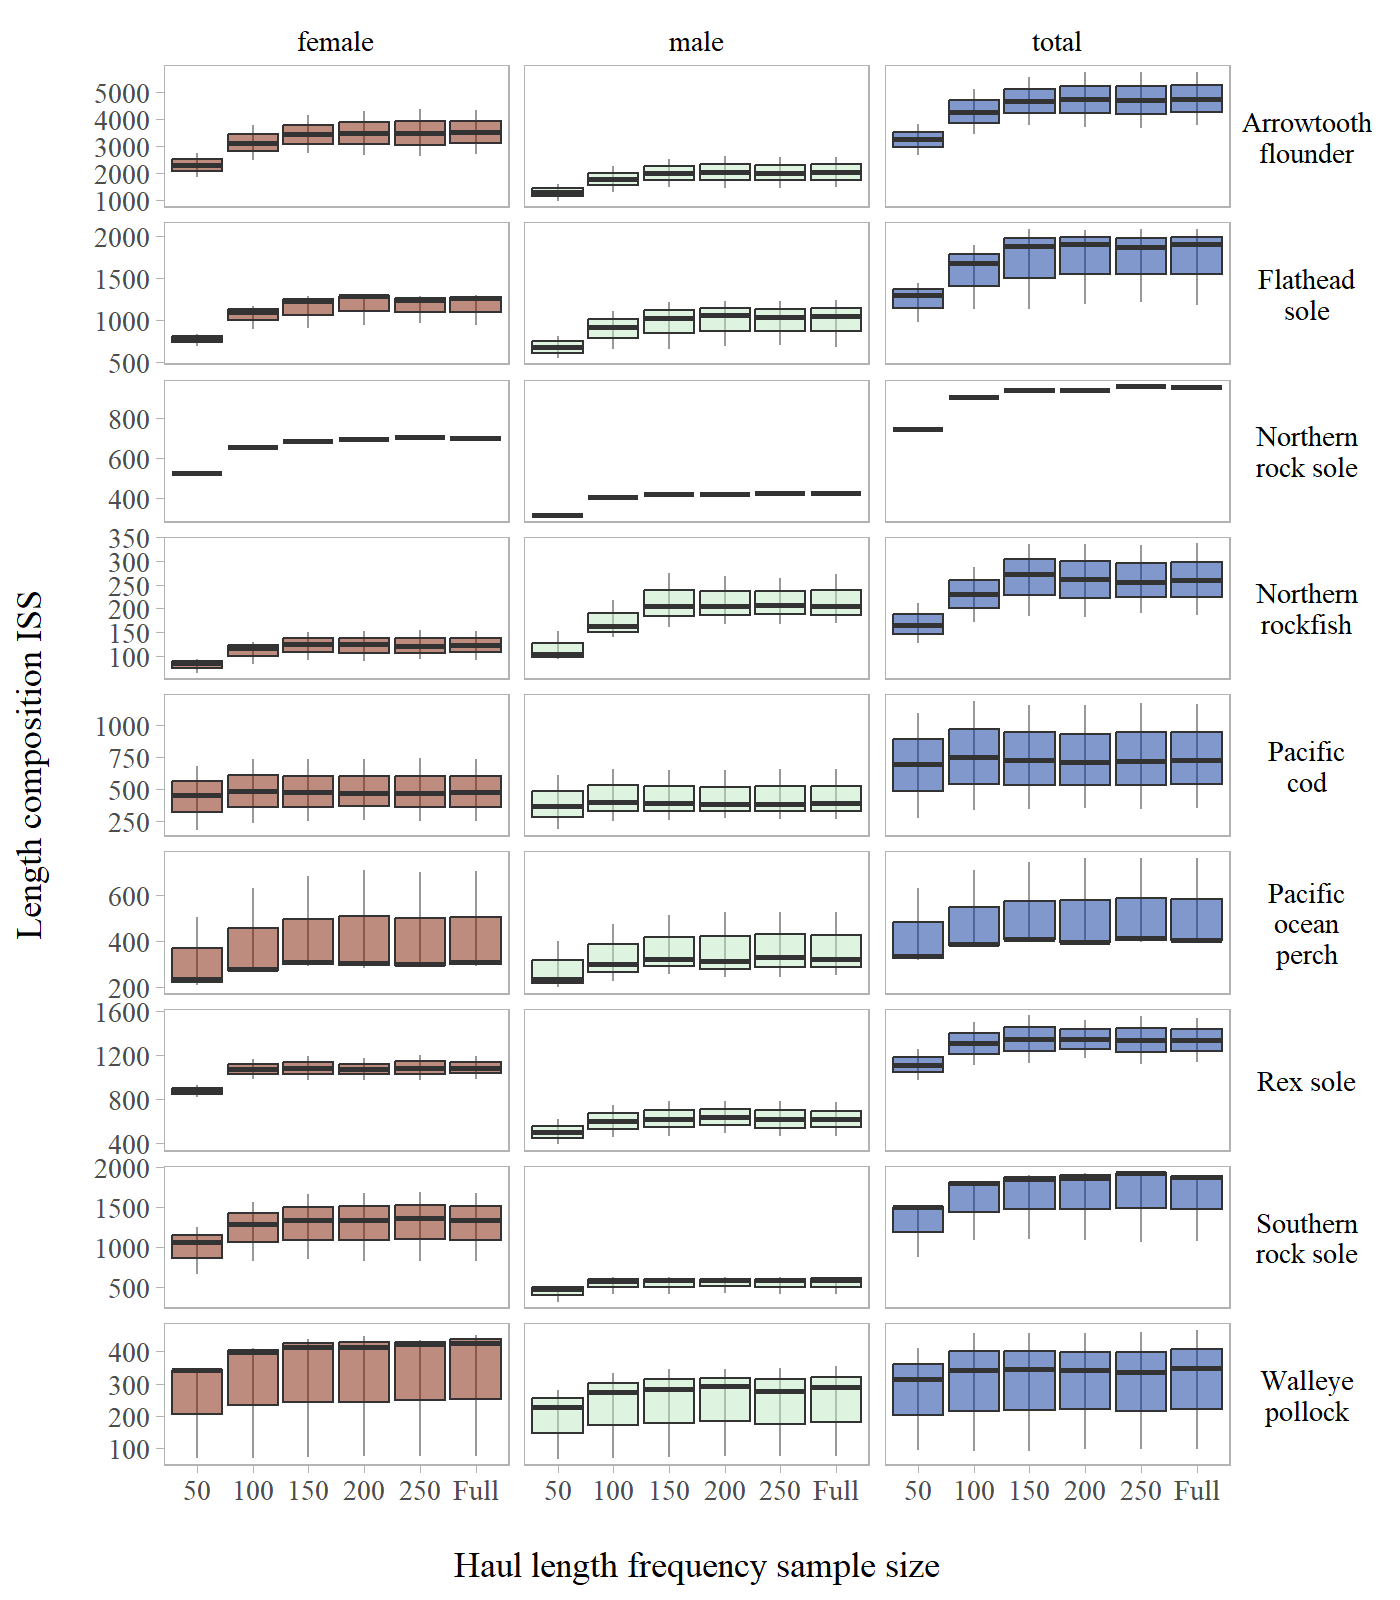 female male total
5000
4000
3000
2000
1000
Arrowtooth
flounder
2000
1500
1000
500
Flathead
sole
800
600
400
Northern
rock sole
350
300
250
200
150
100
Northern
rockfish
1000
750
500
250
Pacific
cod
600
400
200
Pacific
ocean
perch
1600
1200
800
400
Rex sole
2000
1500
1000
500
Southern
rock sole
400
300
200
100
Walleye
pollock
50 100 150 200 250 Full 50 100 150 200 250 Full 50 100 150 200 250 Full
Haul length frequency sample size
Length composition ISS